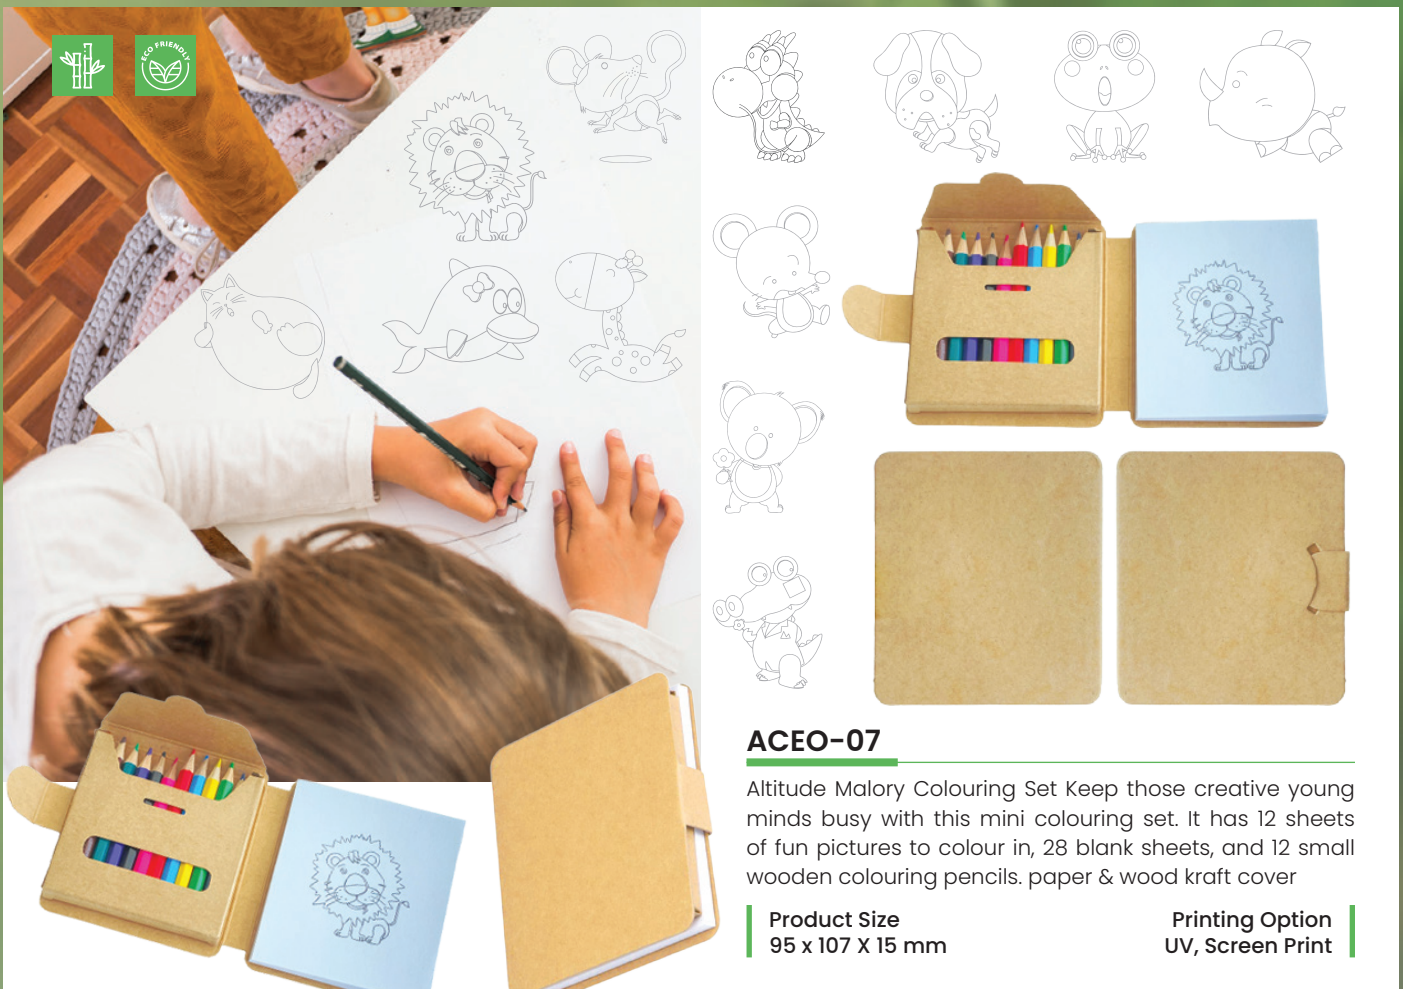 ECO FRIENDLY
ACEO-07
Altitude Malory Colouring Set Keep those creative young
minds busy with this mini colouring set. It has 12 sheets
of fun pictures to colour in, 28 blank sheets, and 12 small
wooden colouring pencils. paper & wood kraft cover
Product Size
95 x 107 X 15 mm
Printing Option
UV, Screen Print